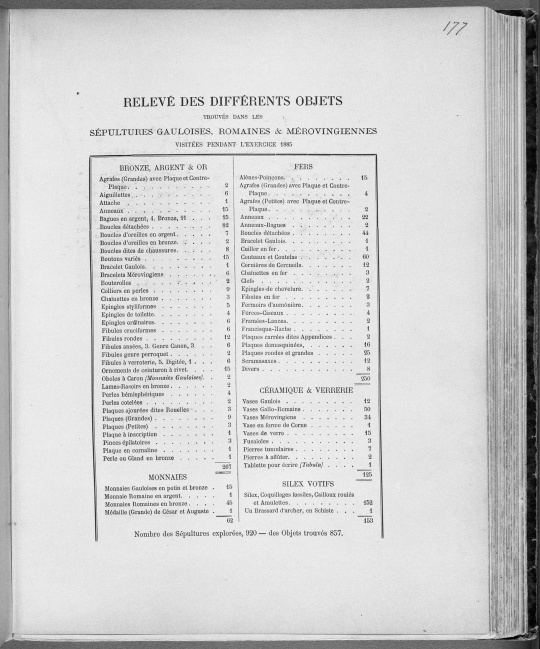 177
RELEVÉ DES DIFFÉRENTS OBJETS
TROUVÉS DANS LES
SÉPULTURES GAULOISES, ROMAINES & MÉROVINGIENNES
VISITÉES PENDANT L'EXERCICE 1885
BRONZE, ARGENT & OR
Agrafes (Grandes) avec Plaque et Contre-
Plaque. 2
Aiguillettes 6
Attache 1
Anneaux 15
Bagues en argent, 4. Bronze, 21 25
Boucles détachées 82
Boucles d'oreilles en argent. 7
Boucles d'oreilles en bronze. 2
Boucles dites de chaussures. 8
Boutons variés 15
Bracelet Gaulois. 1
Bracelets Mérovingiens 6
Bouterolles 2
Colliers en perles 9
Chaînettes en bronze 3
Epingles styliformes 5
Epingles de toilette. 4
Epingles ordinaires. 6
Fibules cruciformes 6
Fibules rondes 12
Fibules ansées, 3. Genre Canon, 3. 6
Fibules genre perroquet 2
Fibules à verroterie, 5. Digitée, 1 6
Ornements de ceinturon à rivet. 15
Oboles à Caron (Monnaies Gauloises). 2
Lames-Rasoirs en bronze 2
Perles hémisphériques 4
Perles cotelées 2
Plaques ajourées dites Rouelles 3
Plaques (Grandes) 9
Plaques (Petites) 3
Plaque à inscription 1
Pinces épilatoires 3
Plaque en cornaline 1
Perle ou Gland en bronze 1
267
MONNAIES
Monnaies Gauloises en potin et bronze 15
Monnaie Romaine en argent. 1
Monnaies Romaines en bronze 45
Médaille (Grande) de César et Auguste 1
62
FERS
Alènes-Poinçons. 15
Agrafes (Grandes) avec Plaque et Contre-
Plaque 4
Agrafes (Petites) avec Plaque et Contre-
Plaque. 2
Anneaux 22
Anneaux-Bagues 2
Boucles détachées 44
Bracelet Gaulois. 1
Cuiller en fer 1
Couteaux et Coutelas 60
Cornières de Cercueils. 12
Chaînettes en fer 3
Clefs 2
Epingles de chevelure. 7
Fibules en fer 2
Fermoirs d'aumônière. 3
Forces-Ciseaux 4
Framées-Lances. 2
Francisque-Hache 1
Plaques carrées dites Appendices 2
Plaques damasquinées. 16
Plaques rondes et grandes 25
Scramasaxes 12
Divers 8
250
CÉRAMIQUE & VERRERIE
Vases Gaulois 12
Vases Gallo-Romains 50
Vases Mérovingiens 34
Vase en forme de Corne 1
Vases de verre 15
Fusaïoles 3
Pierres tumulaires 7
Pierres à affûter. 2
Tablette pour écrire (Tabula) 1
125
SILEX VOTIFS
Silex, Coquillages fossiles, Cailloux roulés
et Amulettes. 152
Un Brassard d'archer, en Schiste 1
153
Nombre des Sépultures explorées, 920 — des Objets trouvés 857.